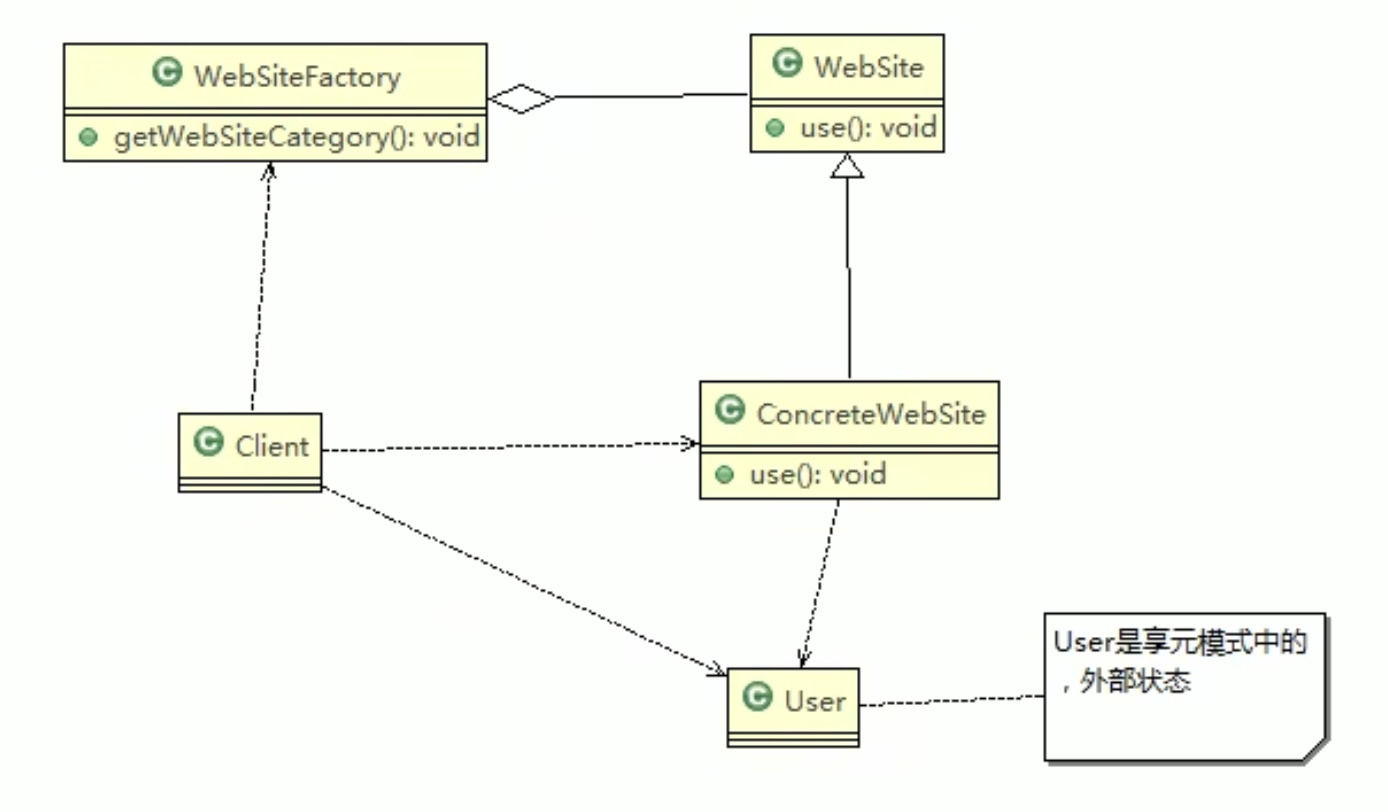 WebSiteFactory
getWebSiteCategory(): void
WebSite
use(): void
Client
ConcreteWebSite
use(): void
User
User是享元模式中的
，外部状态